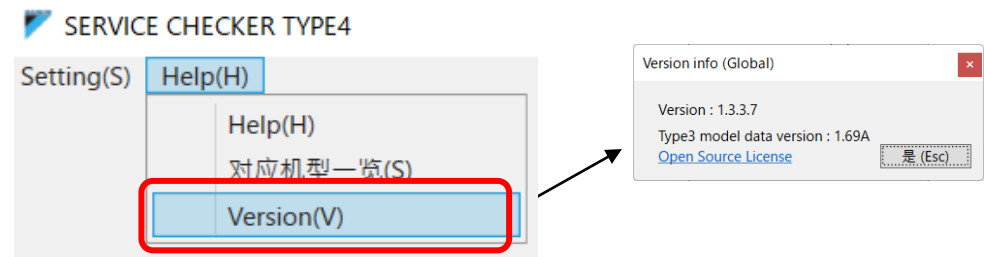 SERVICE CHECKER TYPE4
Setting(S) Help(H)
Help(H)
对应机型一览(S)
Version(V)
Version info (Global)
Version : 1.3.3.7
Type3 model data version : 1.69A
Open Source License
是 (Esc)